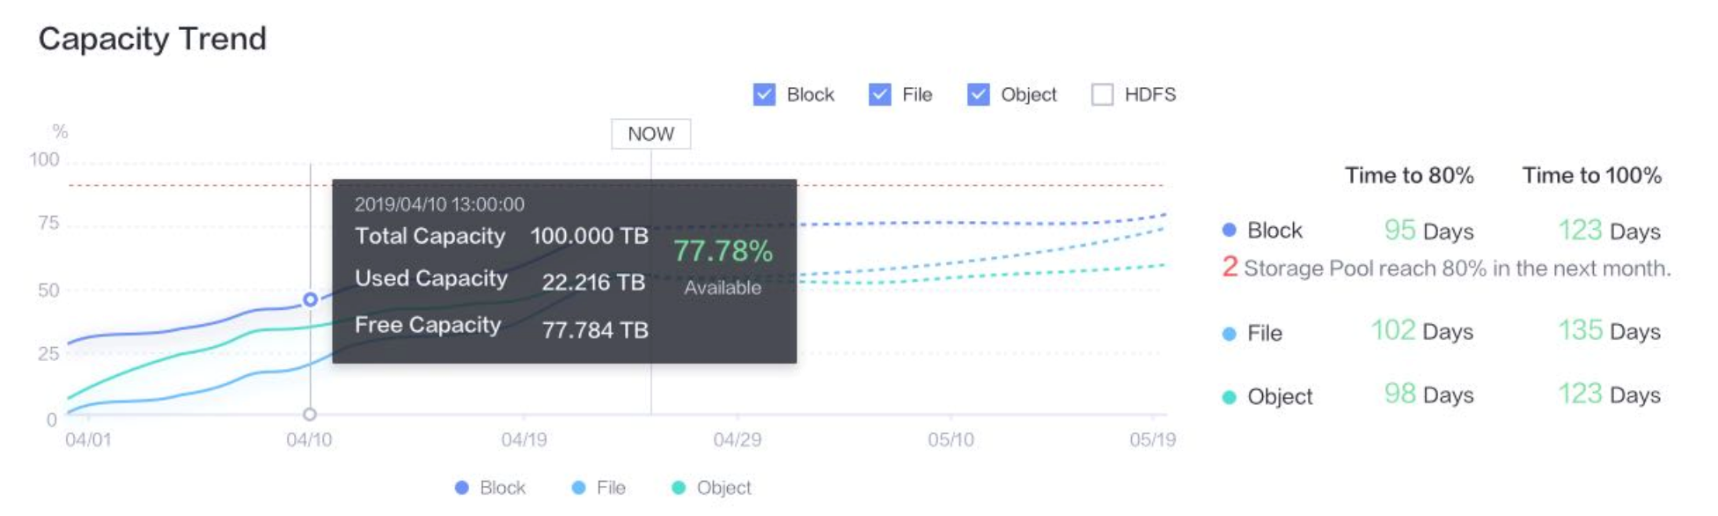 Capacity Trend
Block File Object HDFS
%
NOW
100
75
50
25
0
2019/04/10 13:00:00
Total Capacity 100.000 TB
Used Capacity 22.216 TB
Free Capacity 77.784 TB
77.78%
Available
04/01 04/10 04/19 04/29 05/10 05/19
Block File Object
Time to 80% Time to 100%
Block 95 Days 123 Days
2 Storage Pool reach 80% in the next month.
File 102 Days 135 Days
Object 98 Days 123 Days